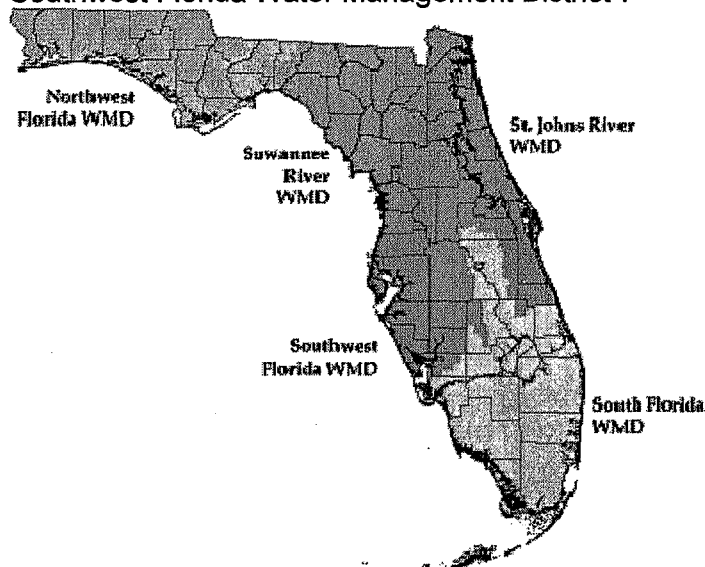 Southwest Florida Water Management District ?
Northwest
Florida WMD
St. Johns River
WMD
Suwannee
River
WMD
Southwest
Florida WMD
South Florida
WMD